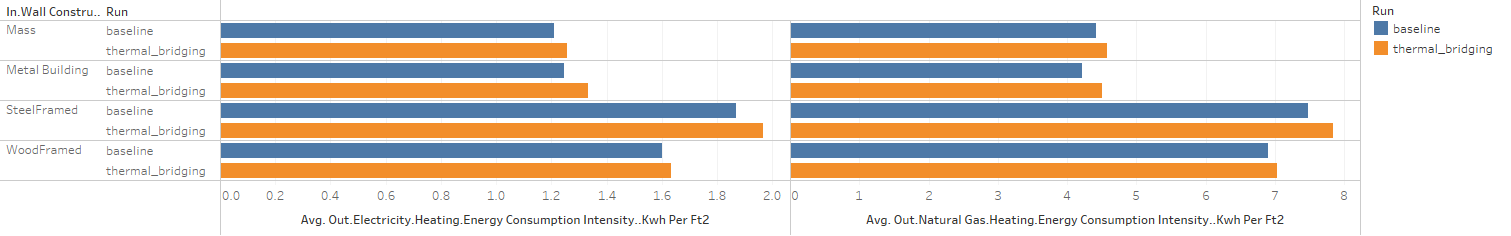 In.Wall Constru.. Run
Mass baseline
thermal_bridging
Metal Building baseline
thermal_bridging
SteelFramed baseline
thermal_bridging
WoodFramed baseline
thermal_bridging
0.0 0.2 0.4 0.6 0.8 1.0 1.2 1.4 1.6 1.8 2.0
Avg. Out.Electricity.Heating.Energy Consumption Intensity..Kwh Per Ft2
0 1 2 3 4 5 6 7 8
Avg. Out.Natural Gas.Heating.Energy Consumption Intensity..Kwh Per Ft2
Run
baseline
thermal_bridging